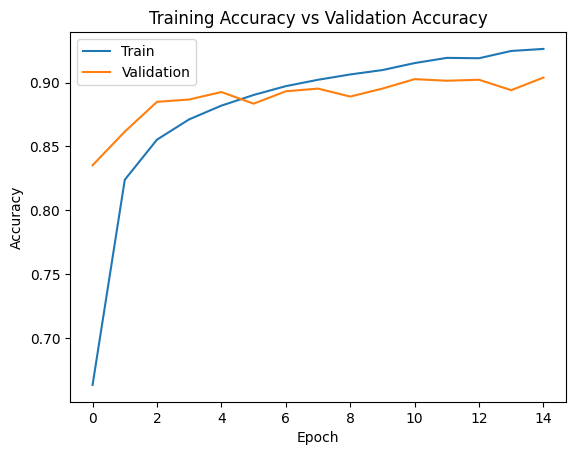 Training Accuracy vs Validation Accuracy
Train
Validation
0.90
0.85
0.80
0.75
0.70
Accuracy
0 2 4 6 8 10 12 14
Epoch